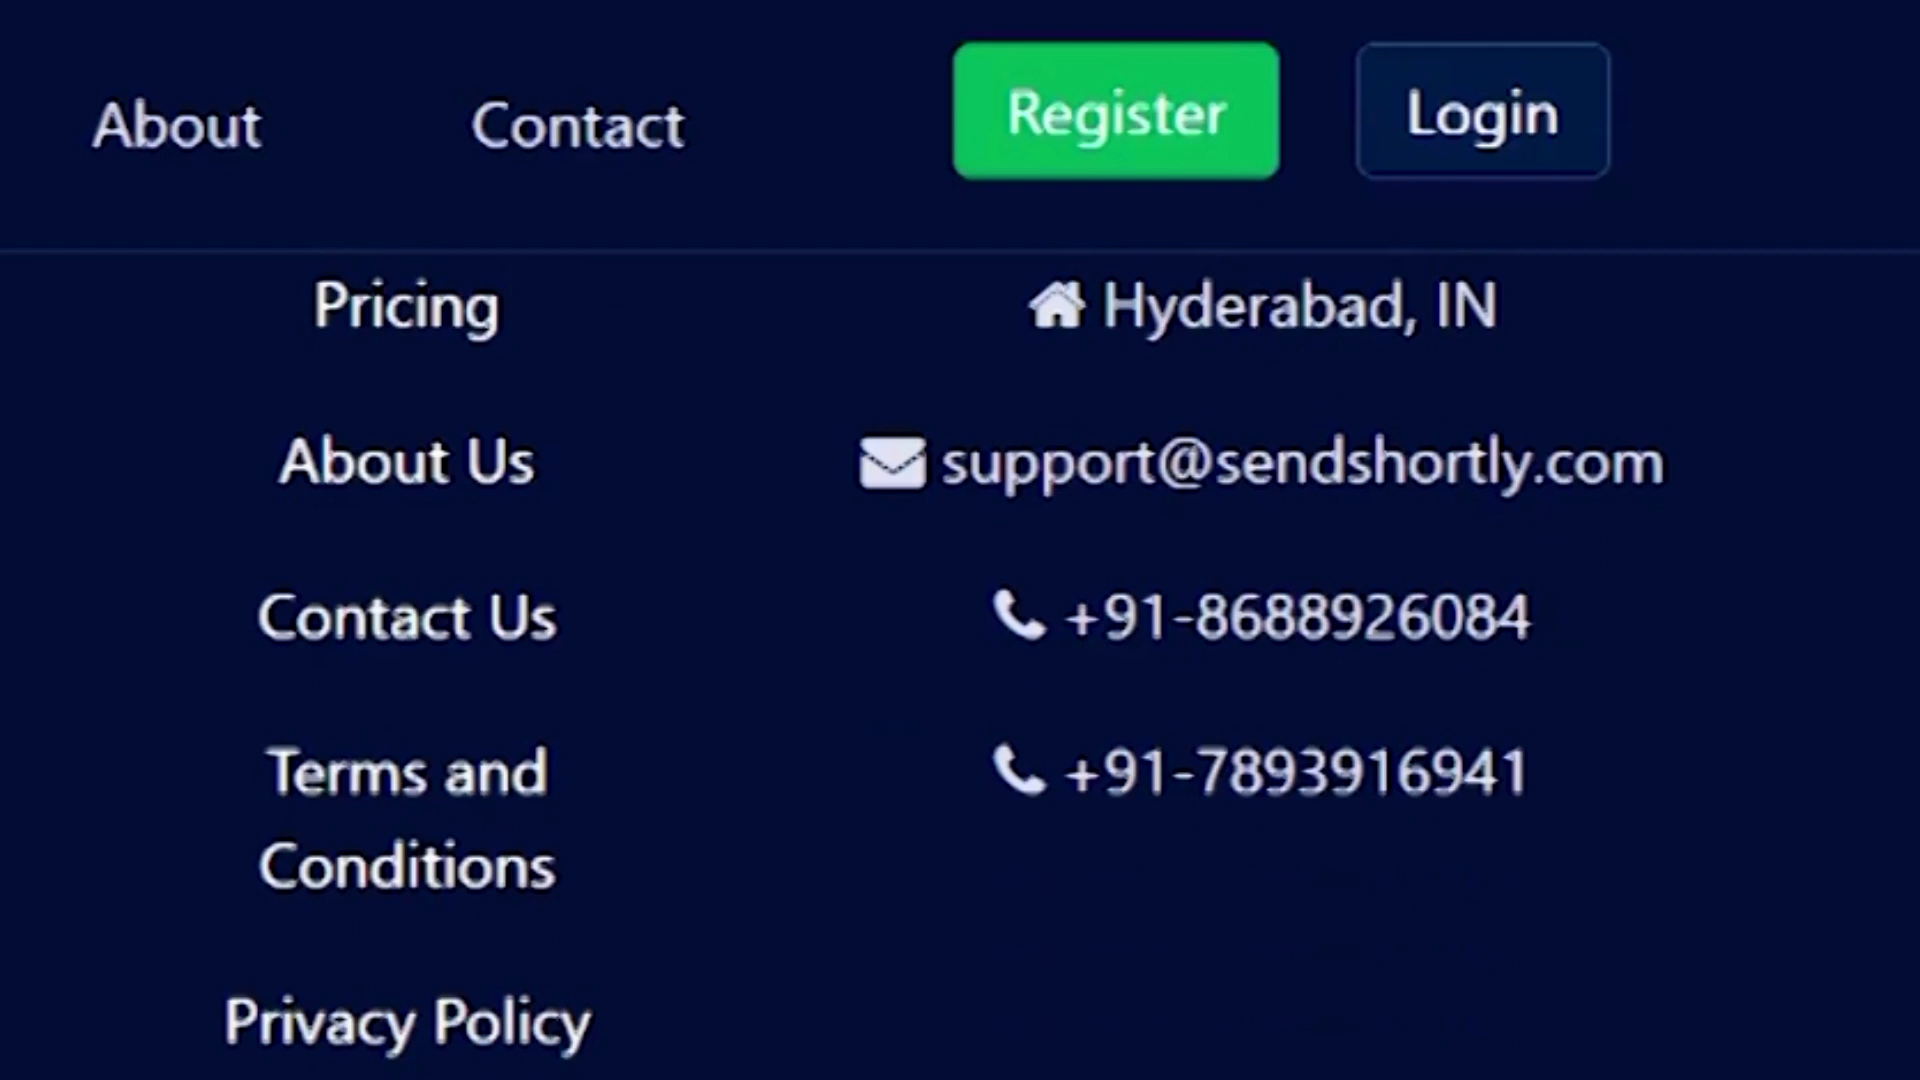 About
Contact
Register
Login
Pricing
About Us
Contact Us
Terms and
Conditions
Privacy Policy
Hyderabad, IN
support@sendshortly.com
+91-8688926084
+91-7893916941